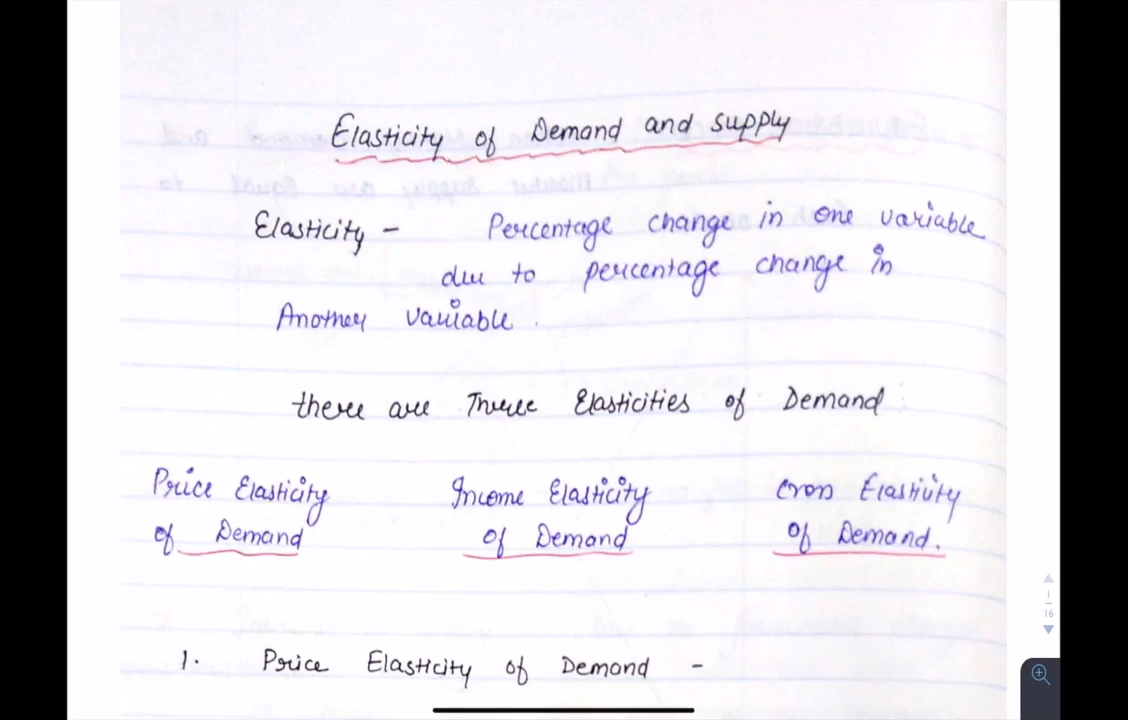 Elasticity of Demand and supply
Elasticity - Percentage change in one variable
due to percentage change in
Another variable.
there are Three Elasticities of Demand
Price Elasticity
of Demand
Income Elasticity
of Demand
Cross Elasticity
of Demand.
1. Price Elasticity of Demand -
1
16